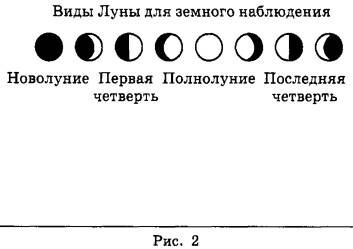 Виды Луны для земного наблюдения
Новолуние Первая Полнолуние Последняя
четверть четверть
Рис. 2